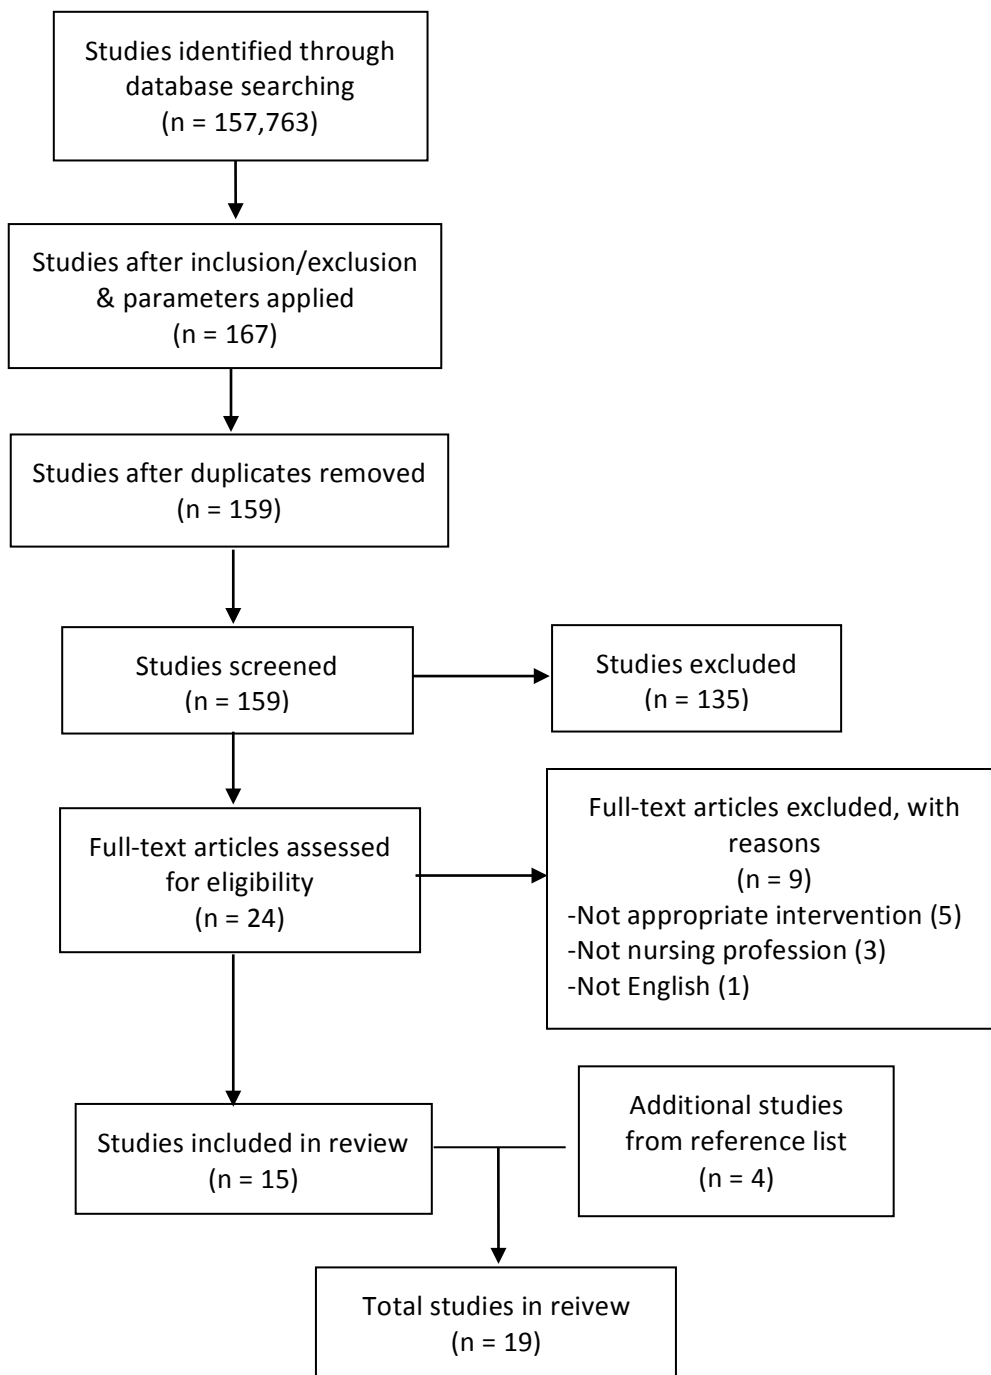 Studies identified through
database searching
(n = 157,763)
Studies after inclusion/exclusion
& parameters applied
(n = 167)
Studies after duplicates removed
(n = 159)
Studies screened
(n = 159)
Studies excluded
(n = 135)
Full-text articles assessed
for eligibility
(n = 24)
Full-text articles excluded, with
reasons
(n = 9)
-Not appropriate intervention (5)
-Not nursing profession (3)
-Not English (1)
Studies included in review
(n = 15)
Additional studies
from reference list
(n = 4)
Total studies in reivew
(n = 19)